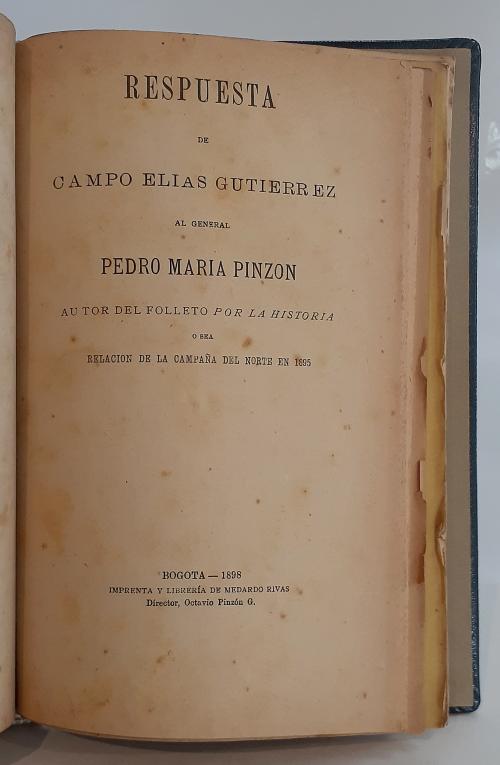 RESPUESTA
DE
CAMPO ELIAS GUTIERREZ
AL GENERAL
PEDRO MARIA PINZON
AUTOR DEL FOLLETO POR LA HISTORIA
O SEA
RELACION DE LA CAMPAÑA DEL NORTE EN 1895
BOGOTA — 1898
IMPRENTA Y LIBRERÍA DE MEDARDO RIVAS
Director, Octavio Pinzón G.